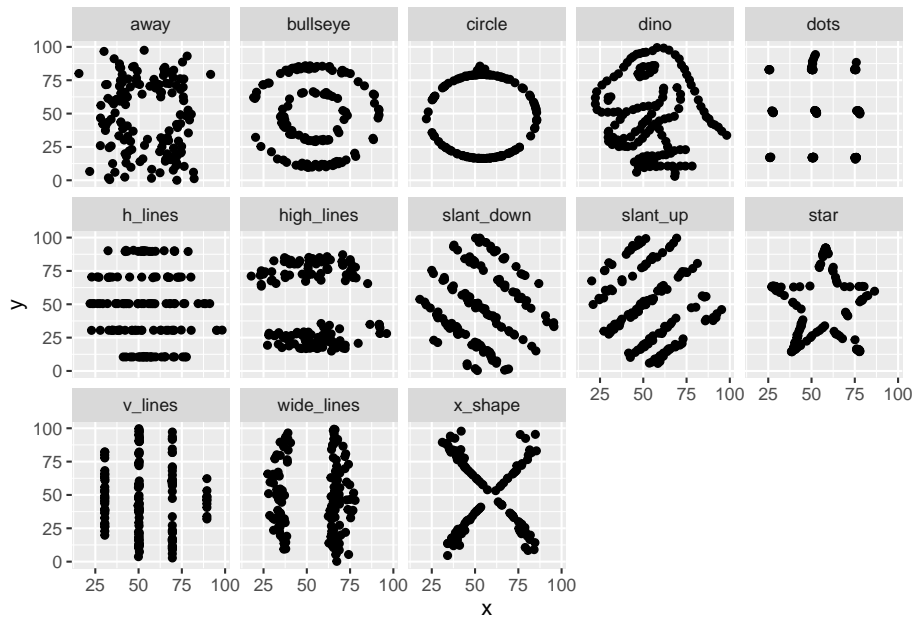 away bullseye circle dino dots
100
75
50
25
0
h_lines high_lines slant_down slant_up star
100
75
50
25
0
y
v_lines wide_lines x_shape
25 50 75 100 25 50 75 100
100
75
50
25
0
25 50 75 100 25 50 75 100 25 50 75 100
x